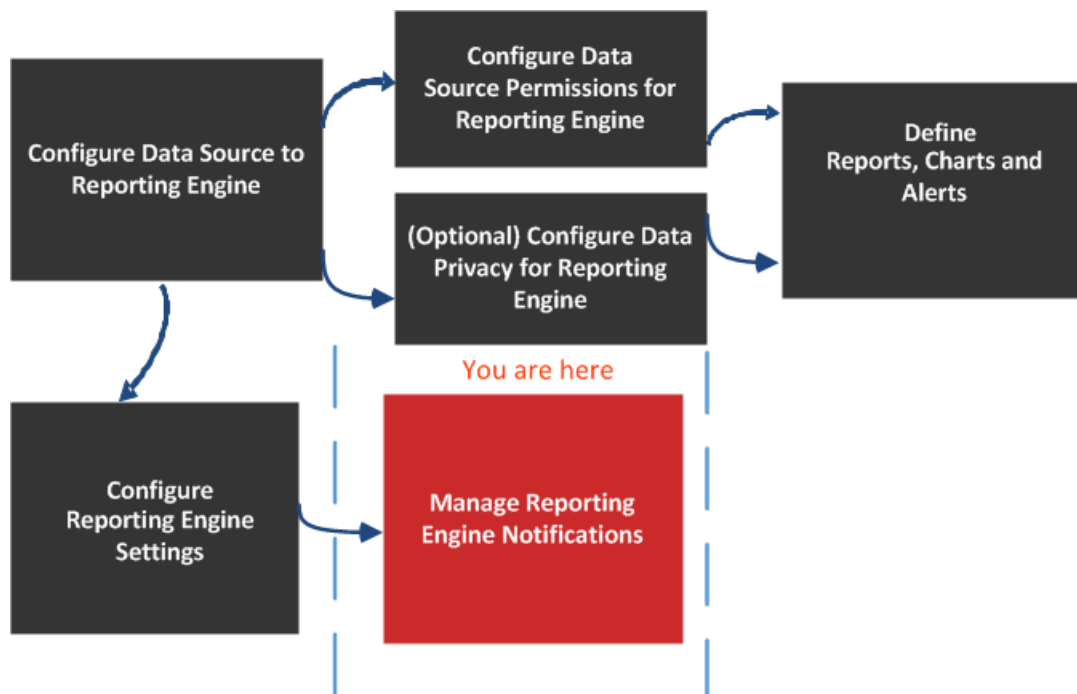 Configure Data Source to
Reporting Engine
Configure Data
Source Permissions for
Reporting Engine
(Optional) Configure Data
Privacy for Reporting
Engine
Define
Reports, Charts and
Alerts
Configure
Reporting Engine
Settings
You are here
Manage Reporting
Engine Notifications